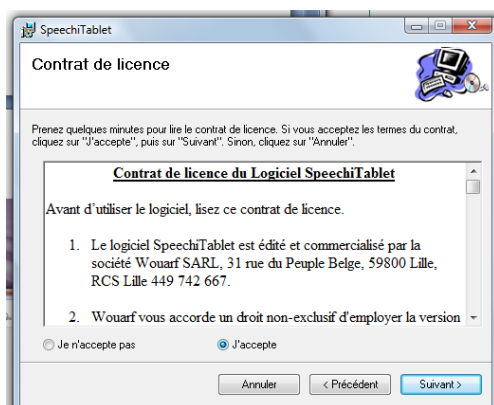 SpeechiTablet
Contrat de licence
Prenez quelques minutes pour lire le contrat de licence. Si vous acceptez les termes du contrat,
cliquez sur "J'accepte", puis sur "Suivant". Sinon, cliquez sur "Annuler".
Contrat de licence du Logiciel SpeechiTablet
Avant d'utiliser le logiciel, lisez ce contrat de licence.
1. Le logiciel SpeechiTablet est édité et commercialisé par la
société Wouarf SARL, 31 rue du Peuple Belge, 59800 Lille,
RCS Lille 449 742 667.
2. Wouarf vous accorde un droit non-exclusif d'employer la version
Je n'accepte pas
J'accepte
Annuler
< Précédent
Suivant >